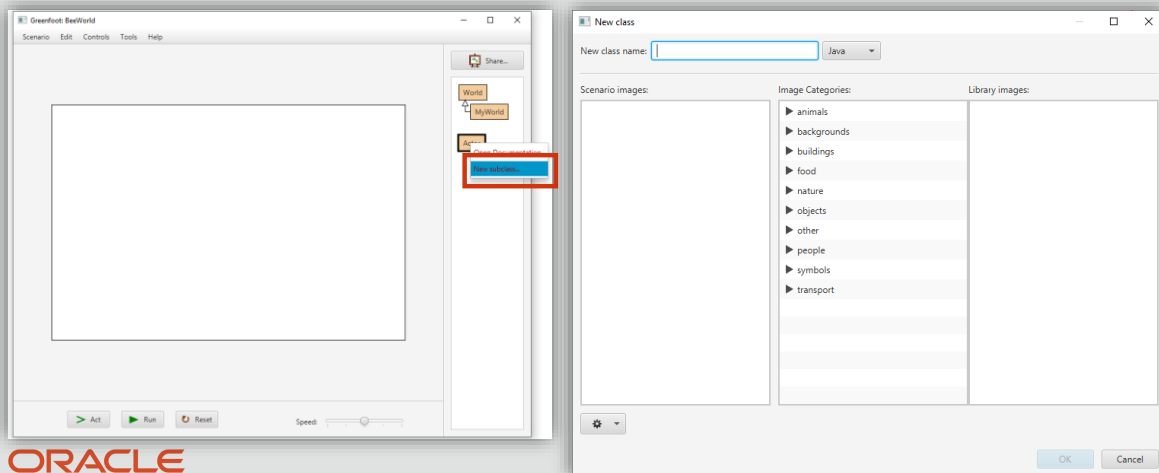 Greenfoot: BeeWorld
Scenario Edit Controls Tools Help
Share...
World
MyWorld
Actor
Open Documentation
New subclass...
> Act
Run
Reset
Speed:
ORACLE
New class
New class name:
Java
Scenario images:
Image Categories:
Library images:
animals
backgrounds
buildings
food
nature
objects
other
people
symbols
transport
OK
Cancel